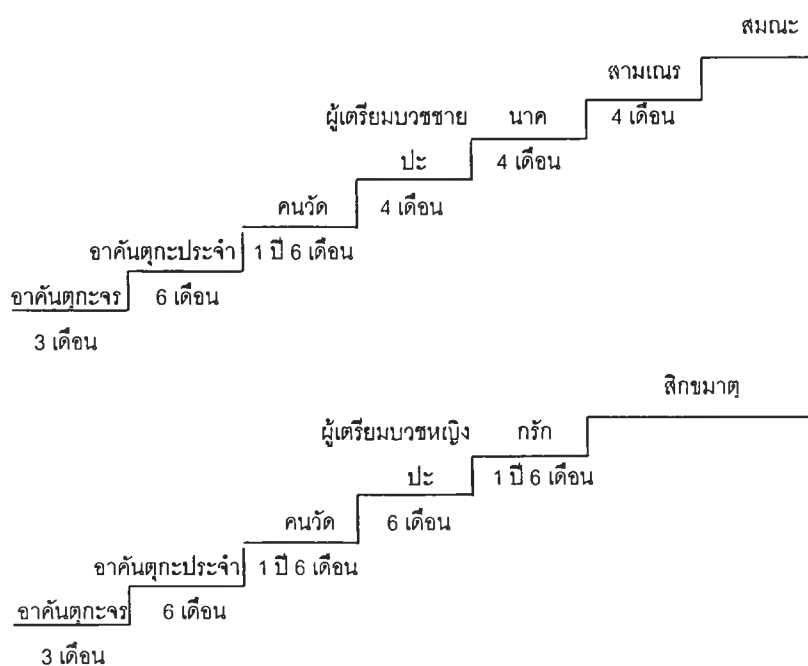 สมณะ
สามเณร
ผู้เตรียมบวชชาย นาค 4 เดือน
ปะ 4 เดือน
คนวัด 4 เดือน
อาคันตุกะประจำ 1 ปี 6 เดือน
อาคันตุกะจร 6 เดือน
3 เดือน
สิกขมาตุ
ผู้เตรียมบวชหญิง กรัก
ปะ 1 ปี 6 เดือน
คนวัด 6 เดือน
อาคันตุกะประจำ 1 ปี 6 เดือน
อาคันตุกะจร 6 เดือน
3 เดือน